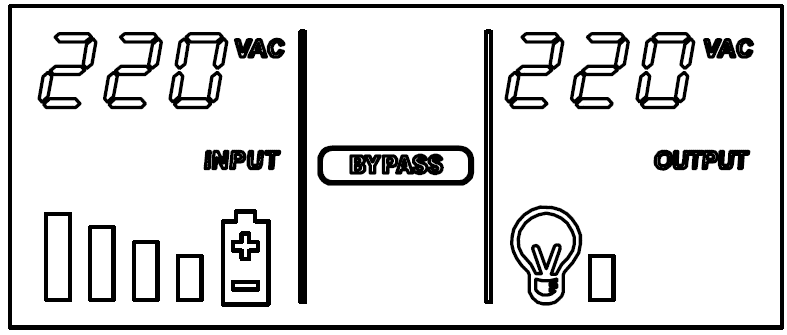 220 VAC
INPUT
BYPASS
220 VAC
OUTPUT